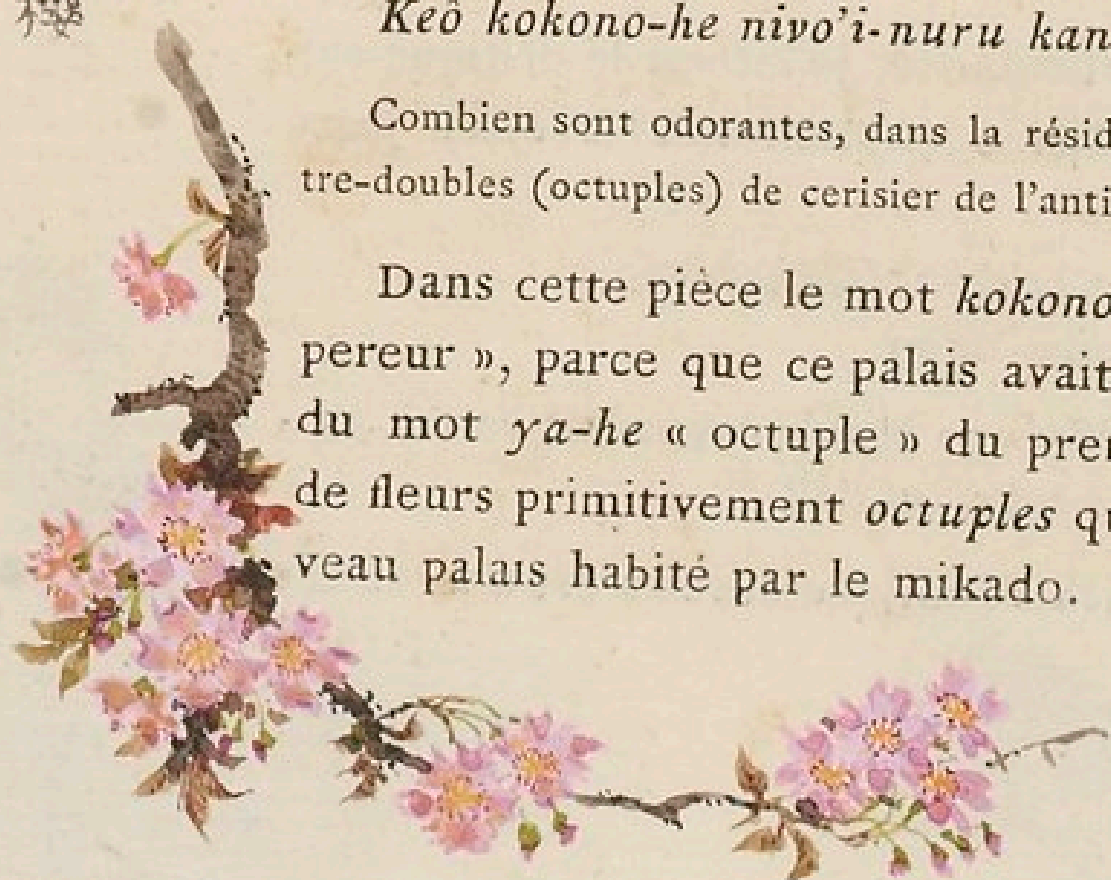 Keô kokono-he nivo'i-nuru kan
Combien sont odorantes, dans la résid
tre-doubles (octuples) de cerisier de l'anti
Dans cette pièce le mot kokono
pereur », parce que ce palais avait
du mot ya-he « octuple » du prem
de fleurs primitivement octuples qu
veau palais habité par le mikado.